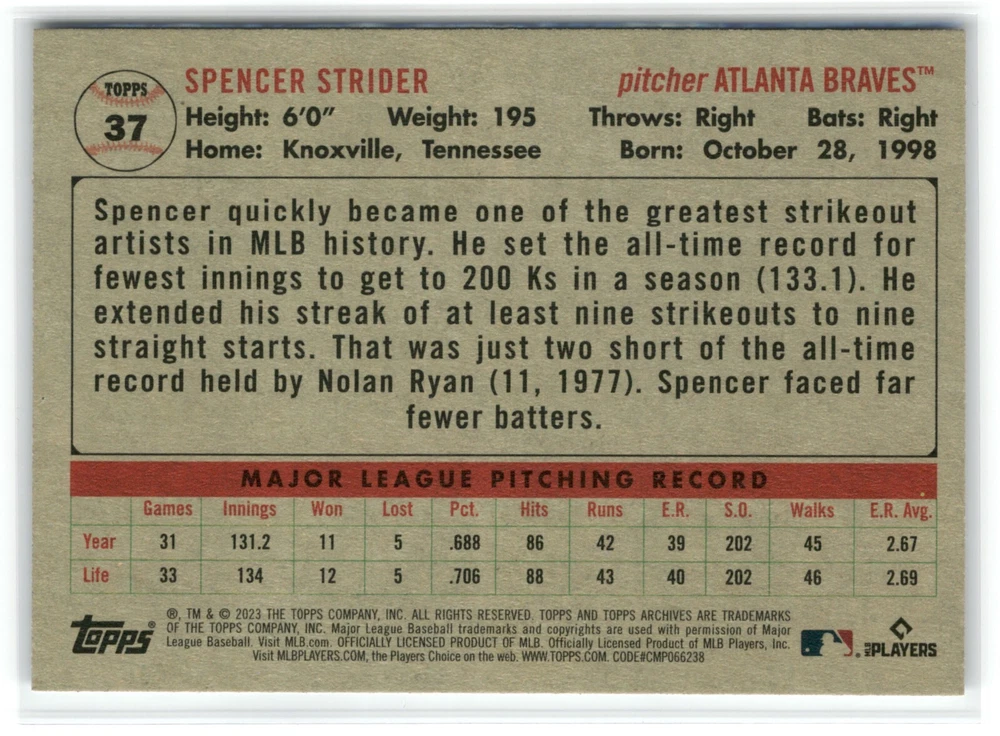 TOPPS
37
SPENCER STRIDER pitcher ATLANTA BRAVES™
Height: 6'0" Weight: 195 Throws: Right Bats: Right
Home: Knoxville, Tennessee Born: October 28, 1998
Spencer quickly became one of the greatest strikeout
artists in MLB history. He set the all-time record for
fewest innings to get to 200 Ks in a season (133.1). He
extended his streak of at least nine strikeouts to nine
straight starts. That was just two short of the all-time
record held by Nolan Ryan (11, 1977). Spencer faced far
fewer batters.
MAJOR LEAGUE PITCHING RECORD
Games Innings Won Lost Pct. Hits Runs E.R. S.O. Walks E.R. Avg.
Year 31 131.2 11 5 .688 86 42 39 202 45 2.67
Life 33 134 12 5 .706 88 43 40 202 46 2.69
topps®
®, TM & © 2023 THE TOPPS COMPANY, INC. ALL RIGHTS RESERVED. TOPPS AND TOPPS ARCHIVES ARE TRADEMARKS
OF THE TOPPS COMPANY, INC. Major League Baseball trademarks and copyrights are used with permission of Major
League Baseball. Visit MLB.com. OFFICIALLY LICENSED PRODUCT OF MLB. Officially Licensed Product of MLB Players, Inc.
Visit MLBPLAYERS.COM, the Players Choice on the web. WWW.TOPPS.COM. CODE#CMP066238
MLB PLAYERS